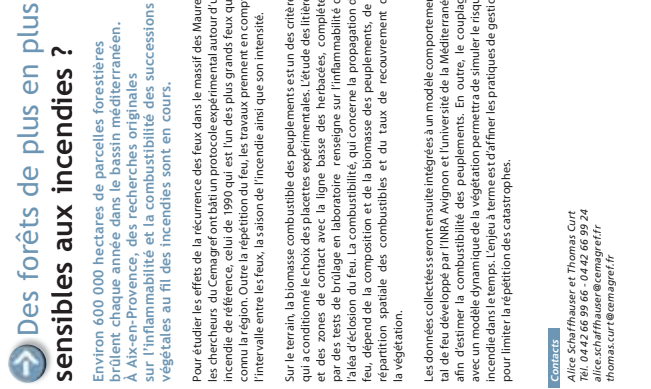 Des forêts de plus en plus
sensibles aux incendies ?
Environ 600 000 hectares de parcelles forestières
brûlent chaque année dans le bassin méditerranéen.
À Aix-en-Provence, des recherches originales
sur l'inflammabilité et la combustibilité des successions
végétales au fil des incendies sont en cours.
Pour étudier les effets de la récurrence des feux dans le massif des Maures
les chercheurs du Cemagref ont bâti un protocole expérimental autour d'u
incendie de référence, celui de 1990 qui est l'un des plus grands feux qu
connu la région. Outre la répétition du feu, les travaux prennent en comp
l'intervalle entre les feux, la saison de l'incendie ainsi que son intensité.
Sur le terrain, la biomasse combustible des peuplements est un des critère
qui a conditionné le choix des placettes expérimentales. L'étude des litière
et des zones de contact avec la ligne basse des herbacées, complété
par des tests de brûlage en laboratoire renseigne sur l'inflammabilité o
l'aléa d'éclosion du feu. La combustibilité, qui concerne la propagation d
feu, dépend de la composition et de la biomasse des peuplements, de
répartition spatiale des combustibles et du taux de recouvrement d
la végétation.
Les données collectées seront ensuite intégrées à un modèle comportemen
tal de feu développé par l'INRA Avignon et l'université de la Méditerrané
afin d'estimer la combustibilité des peuplements. En outre, le couplag
avec un modèle dynamique de la végétation permettra de simuler le risqu
incendie dans le temps. L'enjeu à terme est d'affiner les pratiques de gestio
pour limiter la répétition des catastrophes.
Contacts
Alice Schaffhauser et Thomas Curt
Tél. 04 42 66 99 66 - 04 42 66 99 24
alice.schaffhauser@cemagref.fr
thomas.curt@cemagref.fr